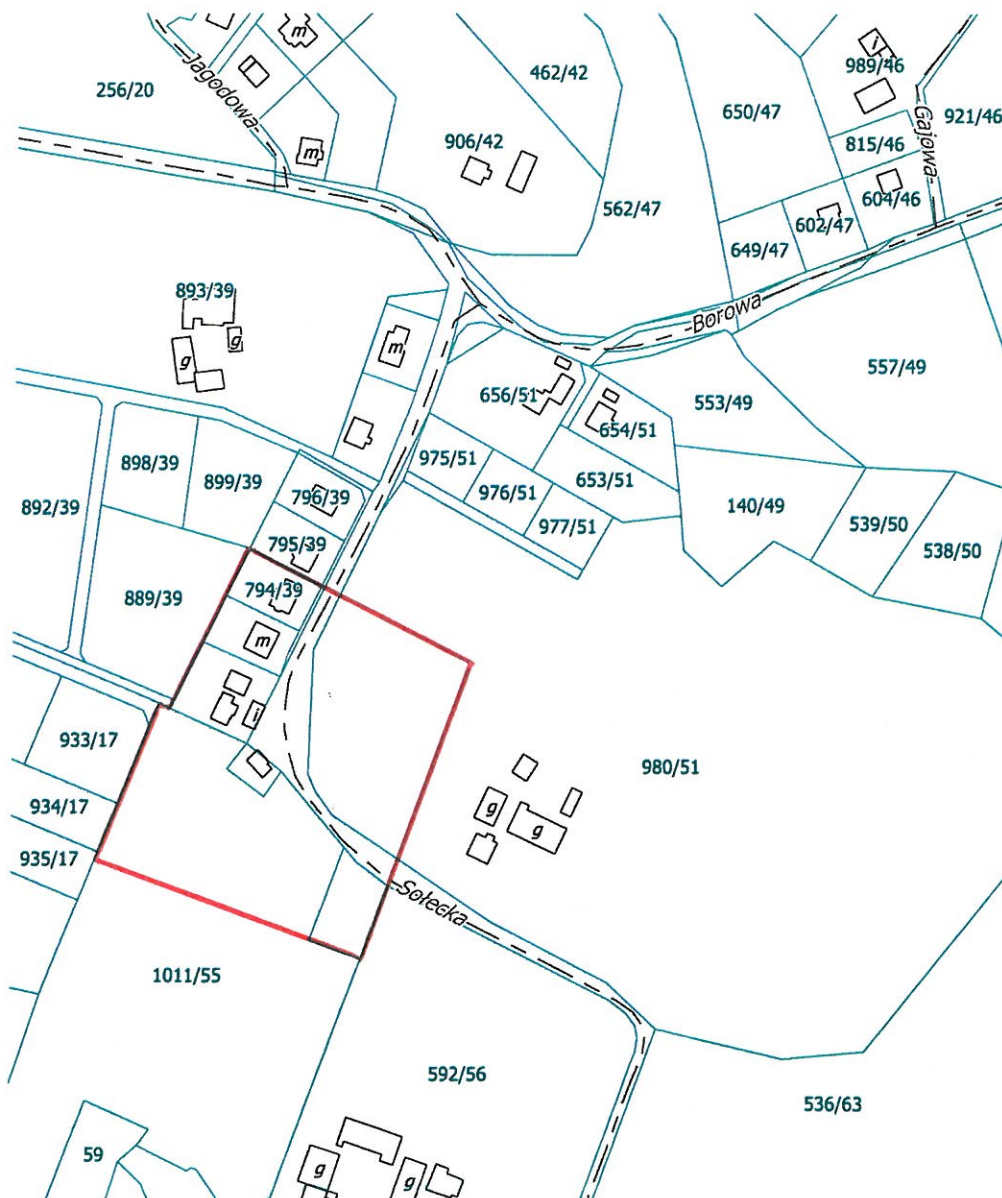 m
i
Jagodowa
462/42
989/46
256/20
650/47
921/46
906/42
815/46
m
Gajowa
604/46
562/47
602/47
649/47
893/39
Borowa
g
g
m
557/49
656/51
553/49
654/51
975/51
898/39
653/51
899/39
796/39
976/51
892/39
140/49
977/51
539/50
795/39
538/50
794/39
889/39
m
i
933/17
980/51
934/17
g
g
935/17
Sołecka
1011/55
592/56
536/63
59
g
g